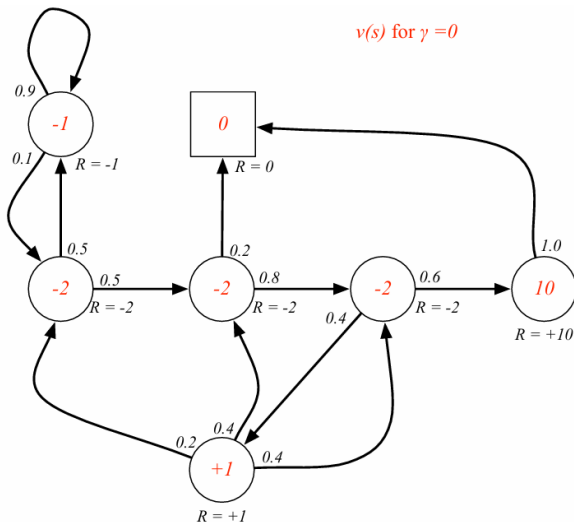 v(s) for γ =0
0.9
-1
0
0.1
R = -1
R = 0
0.5
0.2
1.0
-2
0.5
-2
0.8
-2
0.6
10
R = -2
R = -2
R = -2
0.4
R = +10
0.2
0.4
0.4
+1
R = +1